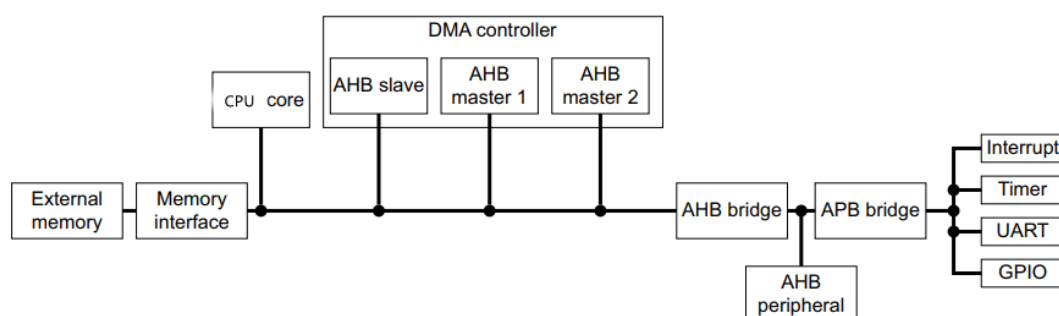 DMA controller
CPU core
AHB slave
AHB
master 1
AHB
master 2
External
memory
Memory
interface
AHB bridge
APB bridge
AHB
peripheral
Interrupt
Timer
UART
GPIO